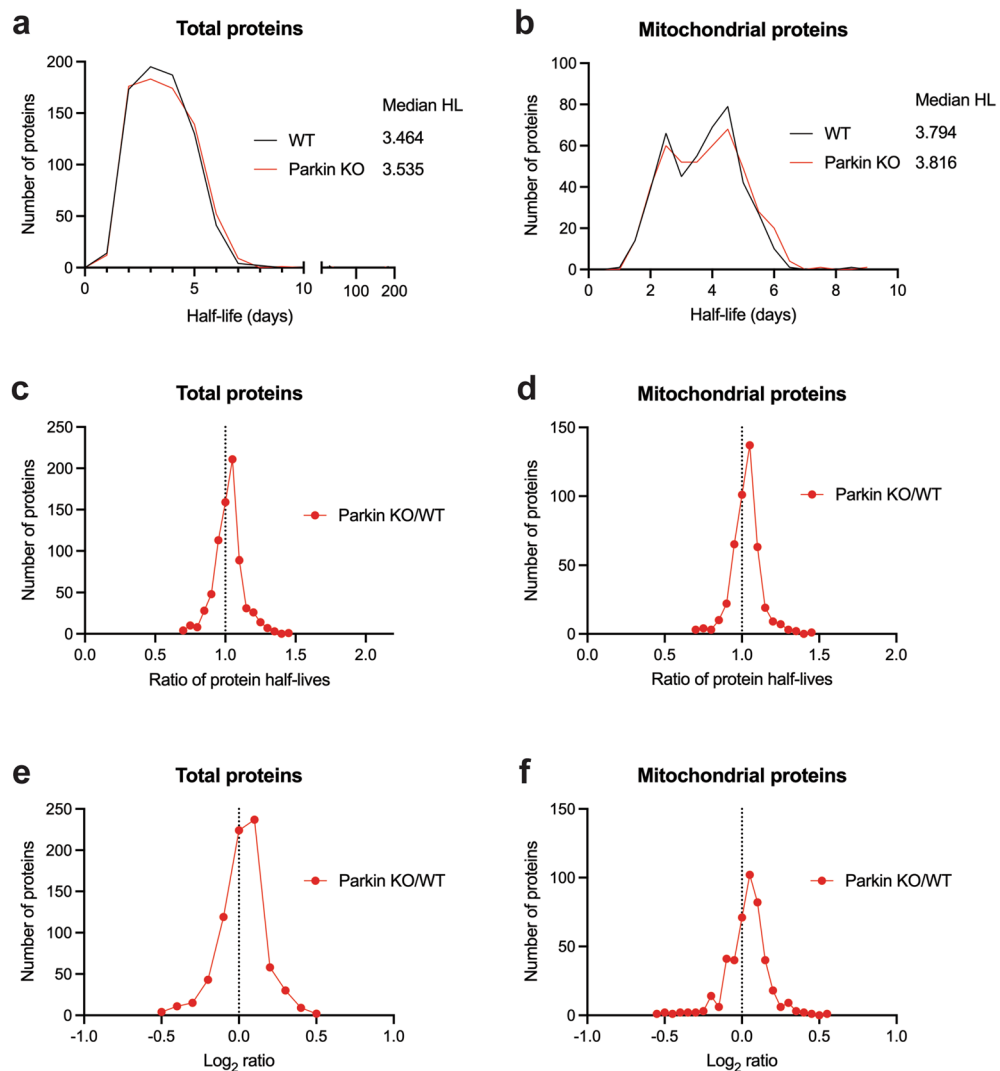 a
Total proteins
Number of proteins
200
150
100
50
0
0
10
100
200
Half-life (days)
Median HL
WT
3.464
Parkin KO
3.535
b
Mitochondrial proteins
Number of proteins
100
80
60
40
20
0
0
2
4
6
8
10
Half-life (days)
Median HL
WT
3.794
Parkin KO
3.816
c
Total proteins
Number of proteins
250
200
150
100
50
0
0.0
0.5
1.0
1.5
2.0
Ratio of protein half-lives
Parkin KO/WT
d
Mitochondrial proteins
Number of proteins
150
100
50
0
0.0
0.5
1.0
1.5
2.0
Ratio of protein half-lives
Parkin KO/WT
e
Total proteins
Number of proteins
250
200
150
100
50
0
-1.0
-0.5
0.0
0.5
1.0
Log2 ratio
Parkin KO/WT
f
Mitochondrial proteins
Number of proteins
150
100
50
0
-1.0
-0.5
0.0
0.5
1.0
Log2 ratio
Parkin KO/WT